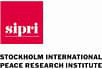 sipri
STOCKHOLM INTERNATIONAL
PEACE RESEARCH INSTITUTE